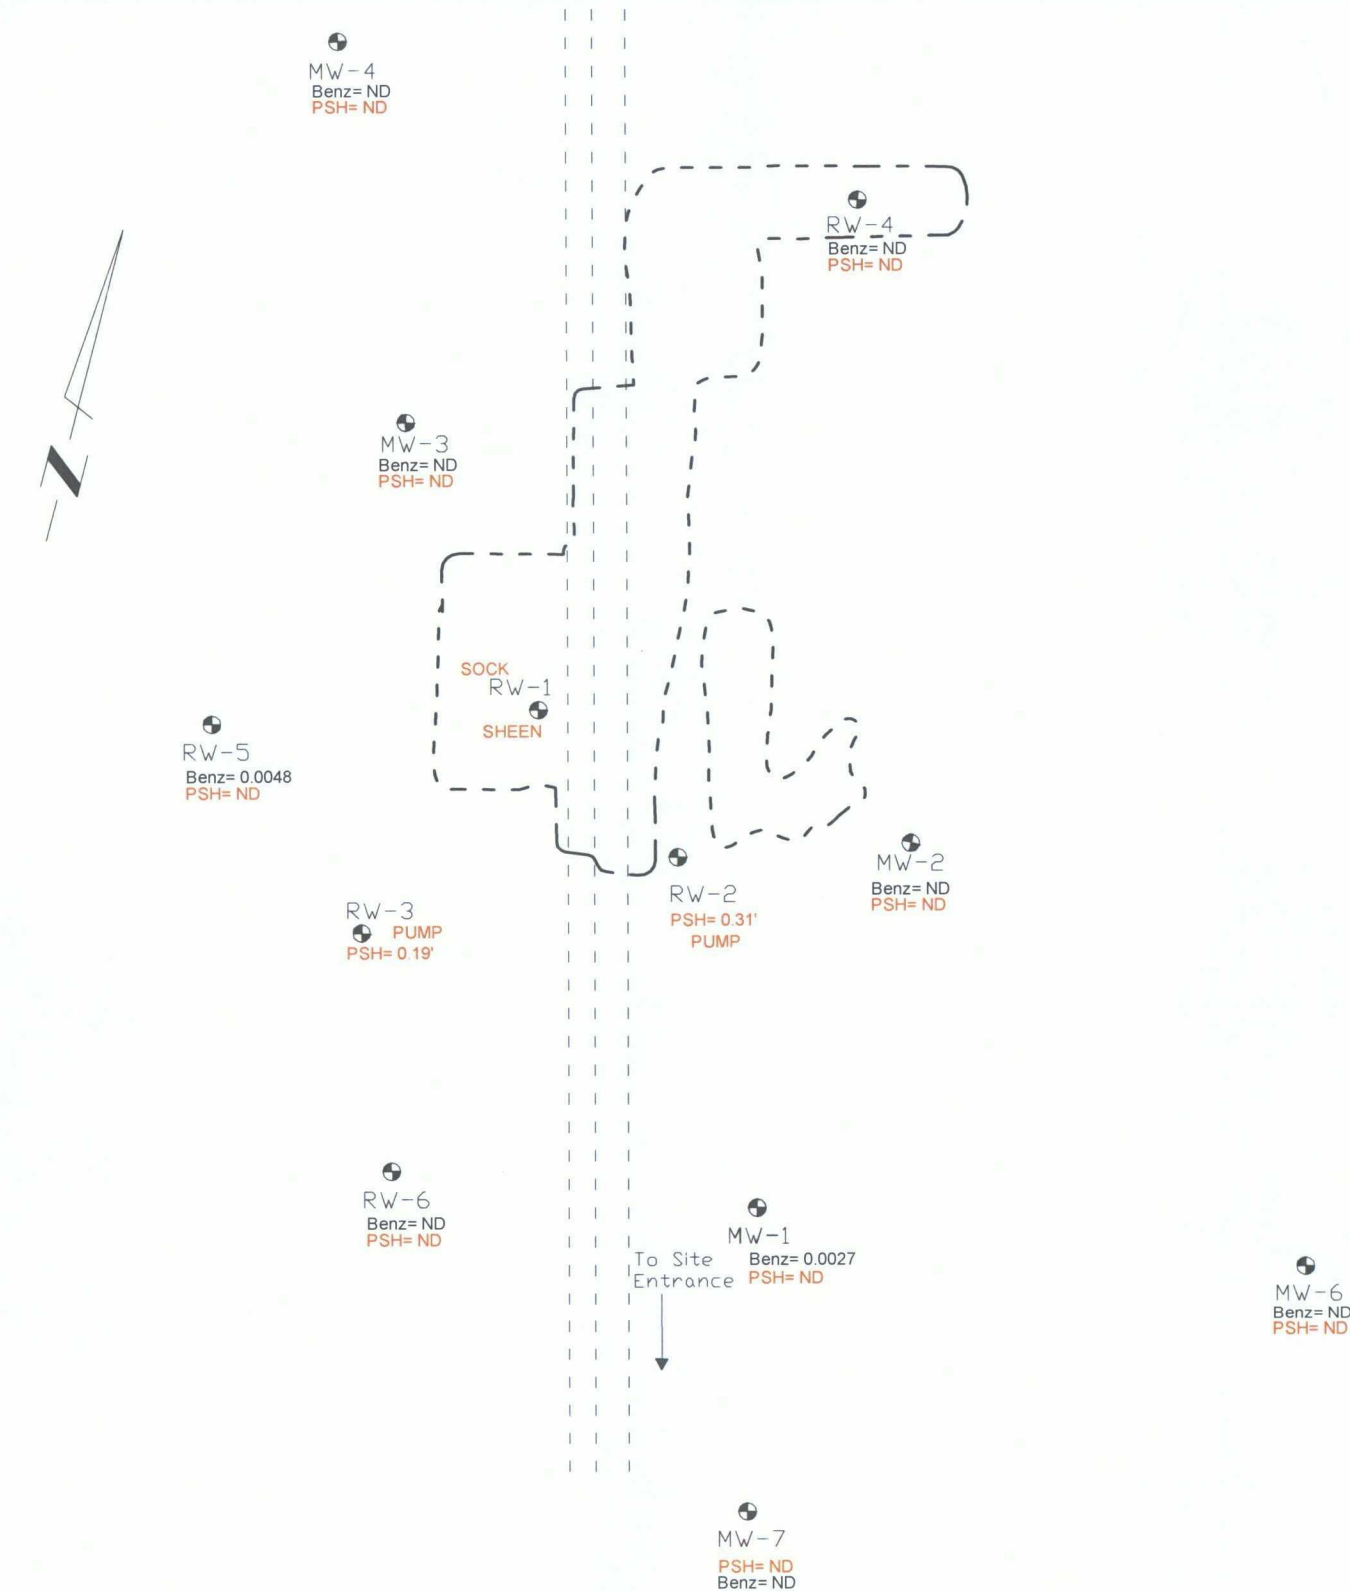 MW-4
Benz= ND
PSH= ND
RW-4
Benz= ND
PSH= ND
N
MW-3
Benz= ND
PSH= ND
SOCK
RW-1
SHEEN
RW-5
Benz= 0.0048
PSH= ND
MW-2
Benz= ND
PSH= ND
RW-2
PSH= 0.31'
PUMP
RW-3
PUMP
PSH= 0.19'
RW-6
Benz= ND
PSH= ND
MW-1
Benz= 0.0027
PSH= ND
To Site
Entrance
MW-6
Benz= ND
PSH= ND
MW-7
PSH= ND
Benz= ND